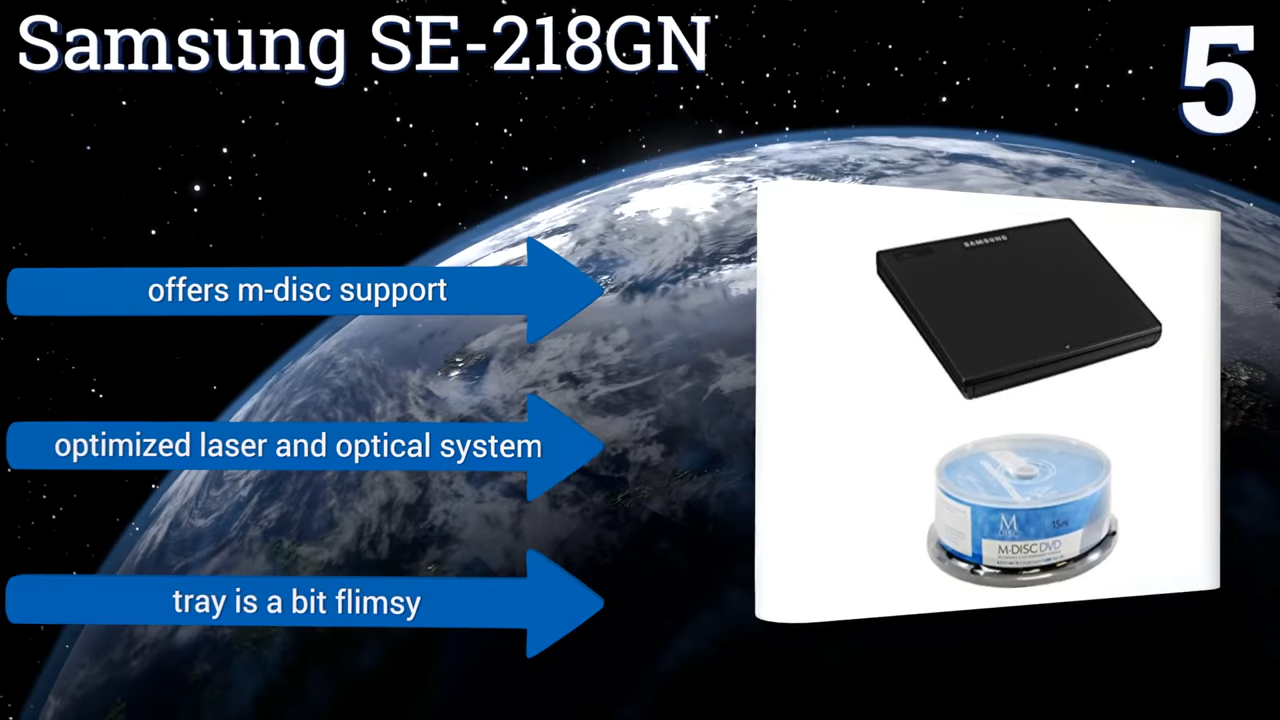 Samsung SE-218GN
5
offers m-disc support
optimized laser and optical system
tray is a bit flimsy
SAMSUNG
M
DISC
M-DISC DVD